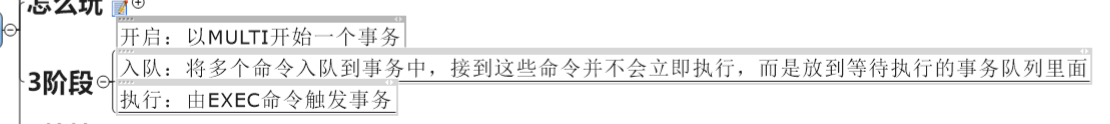 怎么玩
开启：以MULTI开始一个事务
3阶段
入队：将多个命令入队到事务中，接到这些命令并不会立即执行，而是放到等待执行的事务队列里面
执行：由EXEC命令触发事务